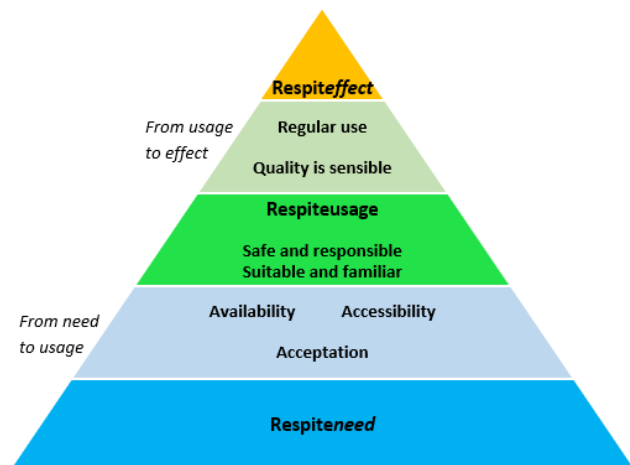 Respiteffect
From usage
to effect
Regular use
Quality is sensible
Respiteusage
Safe and responsible
Suitable and familiar
From need
to usage
Availability Accessibility
Acceptation
Respiteneed